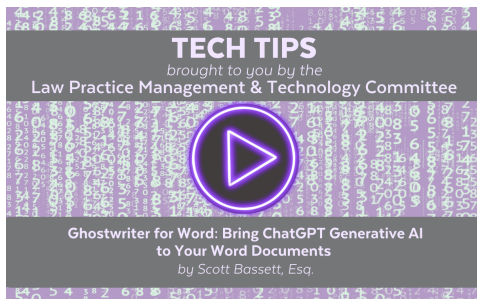 TECH TIPS
brought to you by the
Law Practice Management & Technology Committee
Ghostwriter for Word: Bring ChatGPT Generative AI
to Your Word Documents
by Scott Bassett, Esq.